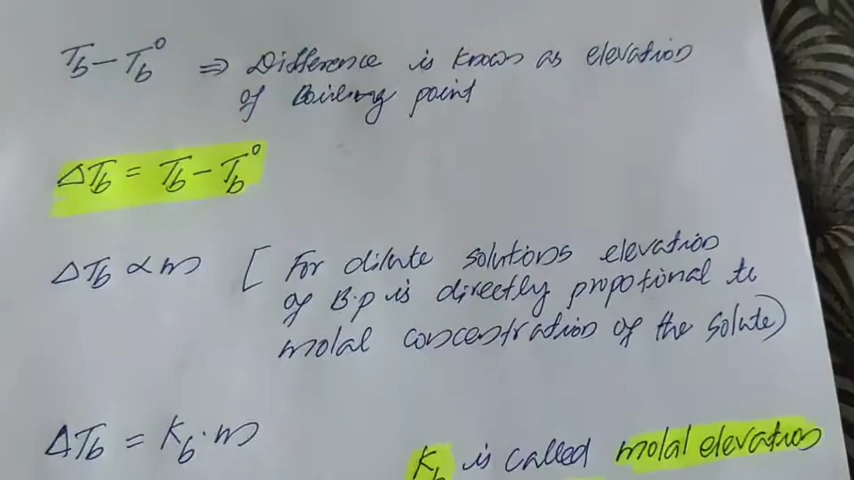 Tb – Tb° ⇒ Difference is known as elevation
of Boiling point
ΔTb = Tb – Tb°
ΔTb ∝ m [ For dilute solutions elevation
of B.p is directly propotional to
molal concentration of the solute)
ΔTb = Kb · m
Kb is called molal elevation